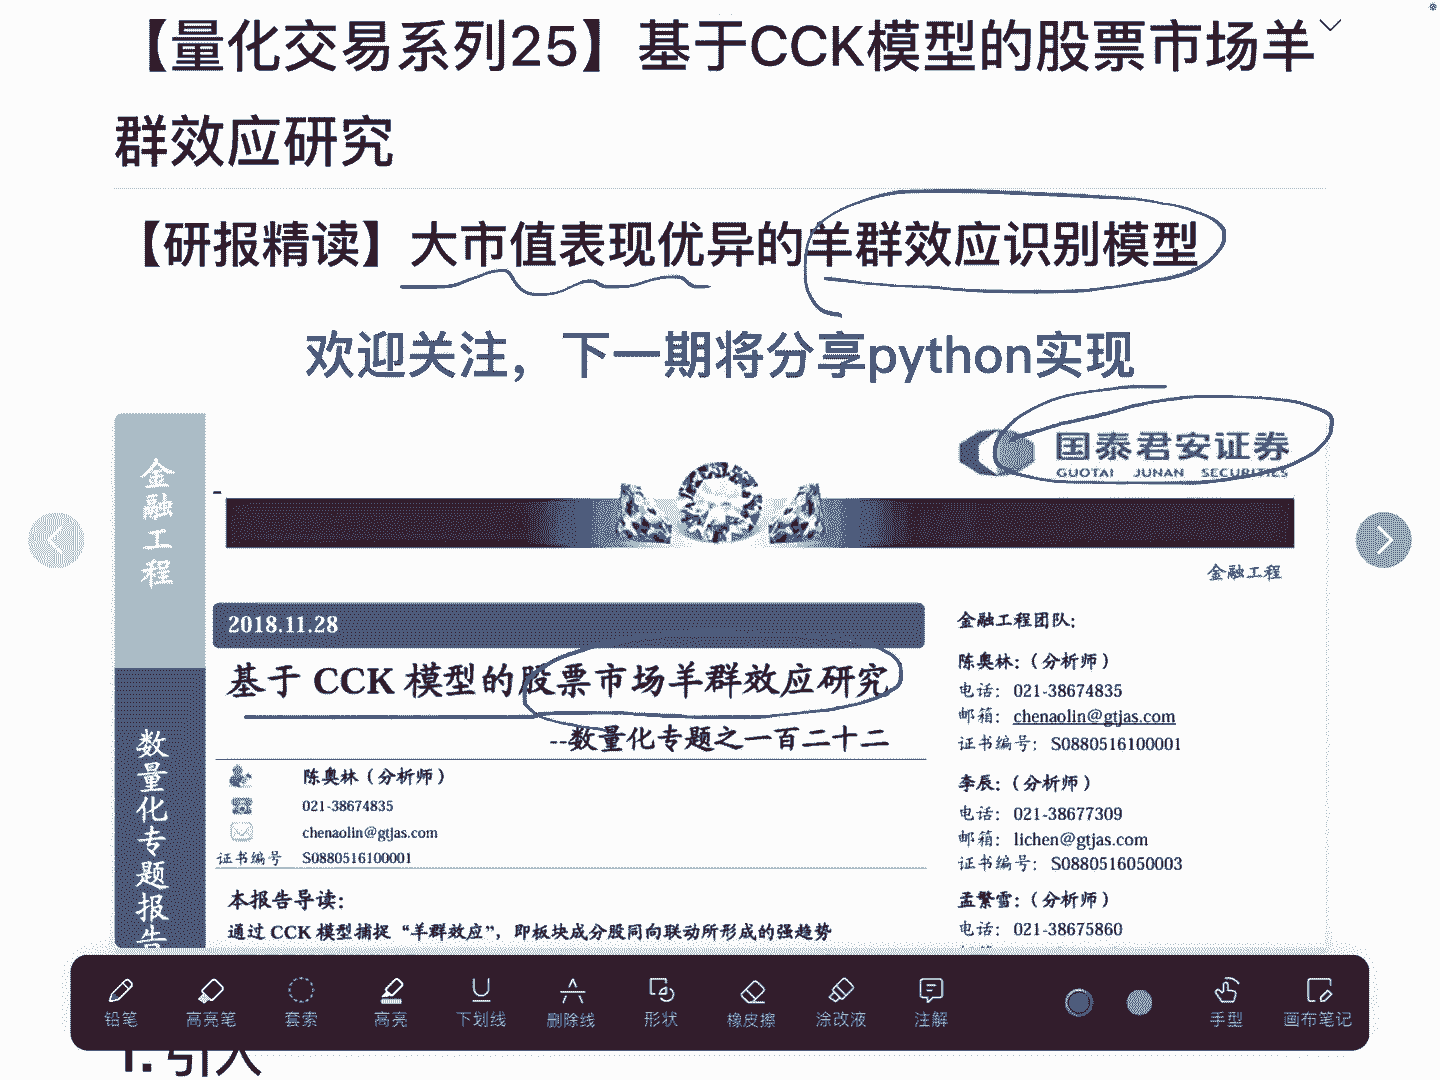 【量化交易系列25】基于CCK模型的股票市场羊
群效应研究
【研报精读】大市值表现优异的羊群效应识别模型
欢迎关注，下一期将分享python实现
国泰君安证券
GUOTAI JUNAN SECURITIES
金融工程
金融工程
2018.11.28
基于 CCK 模型的股票市场羊群效应研究
--数量化专题之一百二十二
陈奥林（分析师）
021-38674835
chenaolin@gtjas.com
证书编号 S0880516100001
本报告导读：
通过 CCK 模型捕捉“羊群效应”，即板块成分股同向联动所形成的强趋势
数量化专题报告
金融工程团队：
陈奥林：（分析师）
电话：021-38674835
邮箱：chenaolin@gtjas.com
证书编号：S0880516100001
李辰：（分析师）
电话：021-38677309
邮箱：lichen@gtjas.com
证书编号：S0880516050003
孟繁雪：（分析师）
电话：021-38675860
铅笔 高亮笔 套索 高亮 下划线 删除线 形状 橡皮擦 涂改液 注解 手型 画布笔记
1. 引入